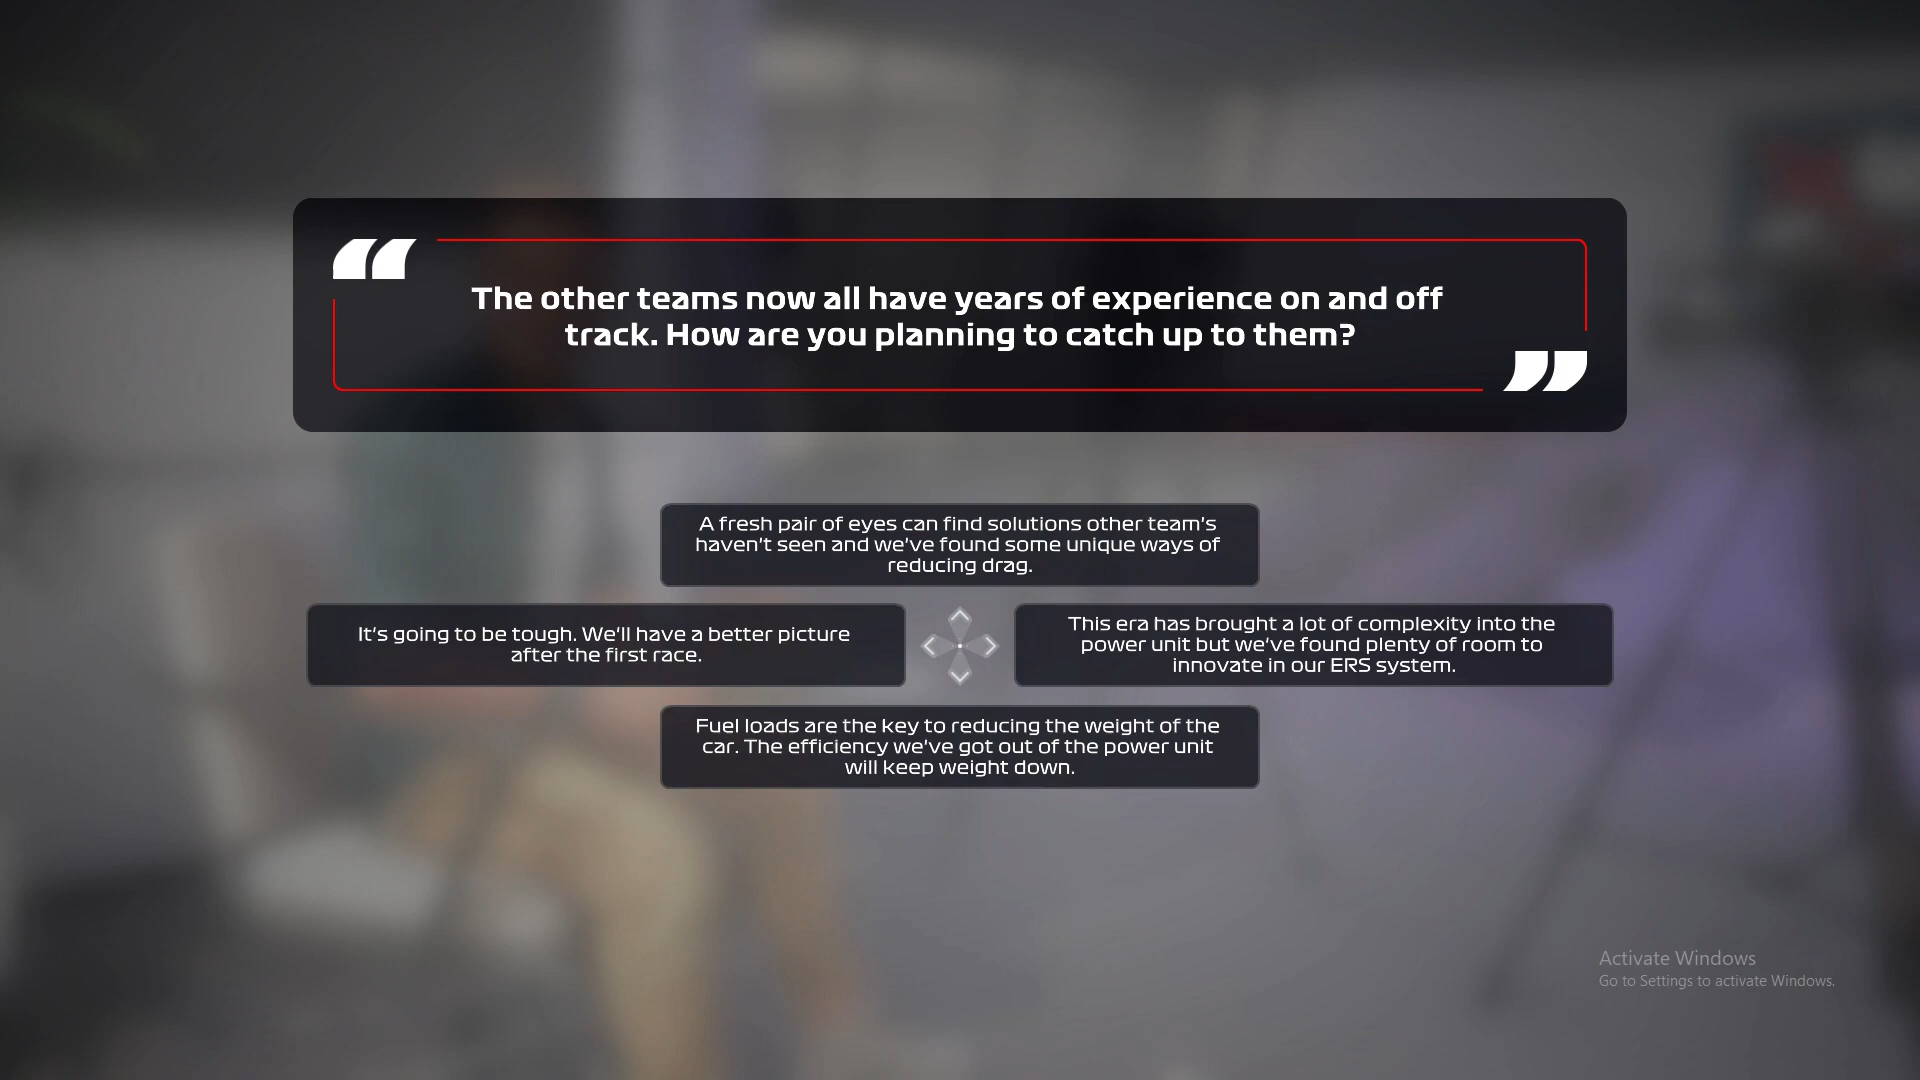 The other teams now all have years of experience on and off
track. How are you planning to catch up to them?
A fresh pair of eyes can find solutions other team's
haven't seen and we've found some unique ways of
reducing drag.
It's going to be tough. We'll have a better picture
after the first race.
This era has brought a lot of complexity into the
power unit but we've found plenty of room to
innovate in our ERS system.
Fuel loads are the key to reducing the weight of the
car. The efficiency we've got out of the power unit
will keep weight down.
Activate Windows
Go to Settings to activate Windows.